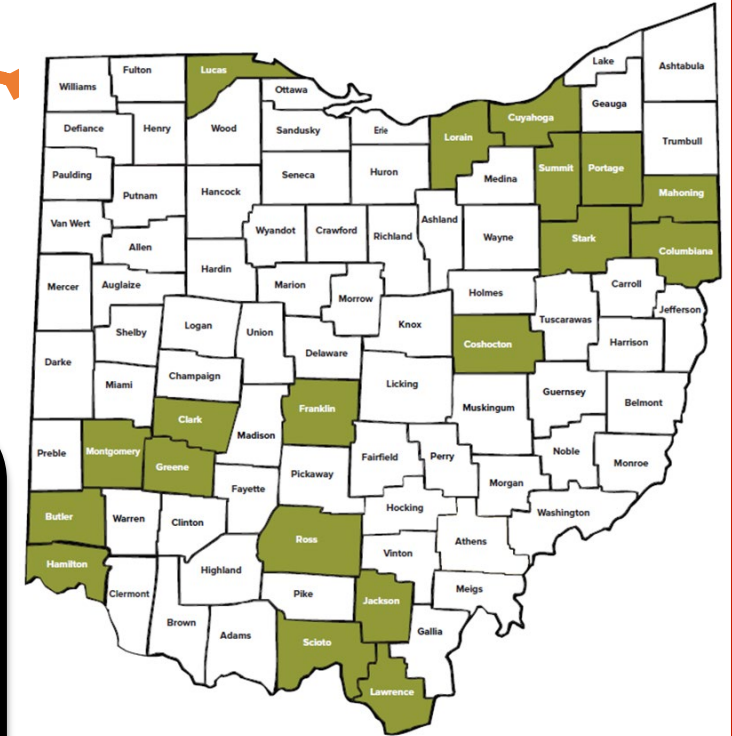 Williams
Fulton
Lucas
Ottawa
Lake
Ashtabula
Geauga
Defiance
Henry
Wood
Sandusky
Erie
Lorain
Cuyahoga
Trumbull
Paulding
Putnam
Hancock
Seneca
Huron
Medina
Summit
Portage
Mahoning
Van Wert
Allen
Wyandot
Crawford
Richland
Ashland
Wayne
Stark
Columbiana
Mercer
Auglaize
Hardin
Marion
Morrow
Holmes
Tuscarawas
Carroll
Jefferson
Shelby
Logan
Union
Knox
Coshocton
Harrison
Darke
Miami
Champaign
Delaware
Licking
Muskingum
Guernsey
Belmont
Clark
Madison
Franklin
Preble
Montgomery
Greene
Pickaway
Fairfield
Perry
Noble
Monroe
Fayette
Morgan
Butler
Warren
Clinton
Hocking
Washington
Ross
Athens
Hamilton
Highland
Vinton
Clermont
Pike
Jackson
Meigs
Brown
Adams
Scioto
Gallia
Lawrence